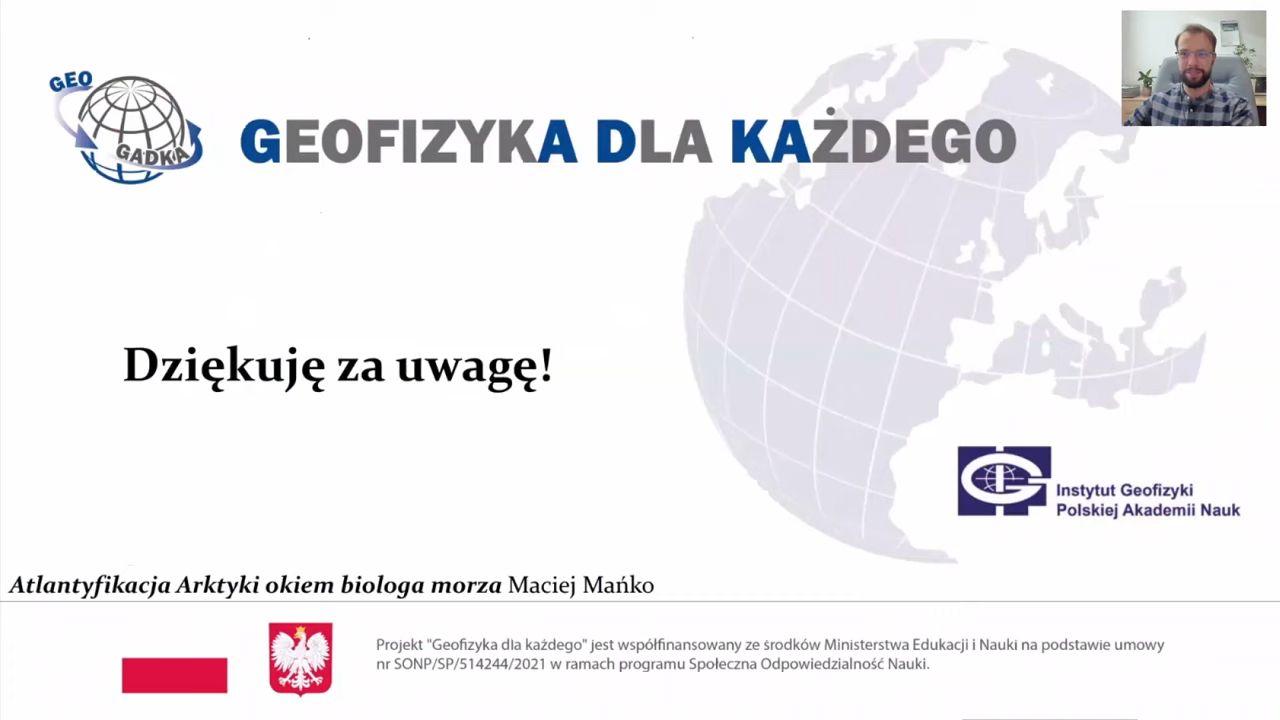 GEO
GADKA
GEOFIZYKA DLA KAŻDEGO
Dziękuję za uwagę!
Instytut Geofizyki
Polskiej Akademii Nauk
Atlantyfikacja Arktyki okiem biologa morza Maciej Mańko
Projekt "Geofizyka dla każdego" jest współfinansowany ze środków Ministerstwa Edukacji i Nauki na podstawie umowy
nr SONP/SP/514244/2021 w ramach programu Społeczna Odpowiedzialność Nauki.